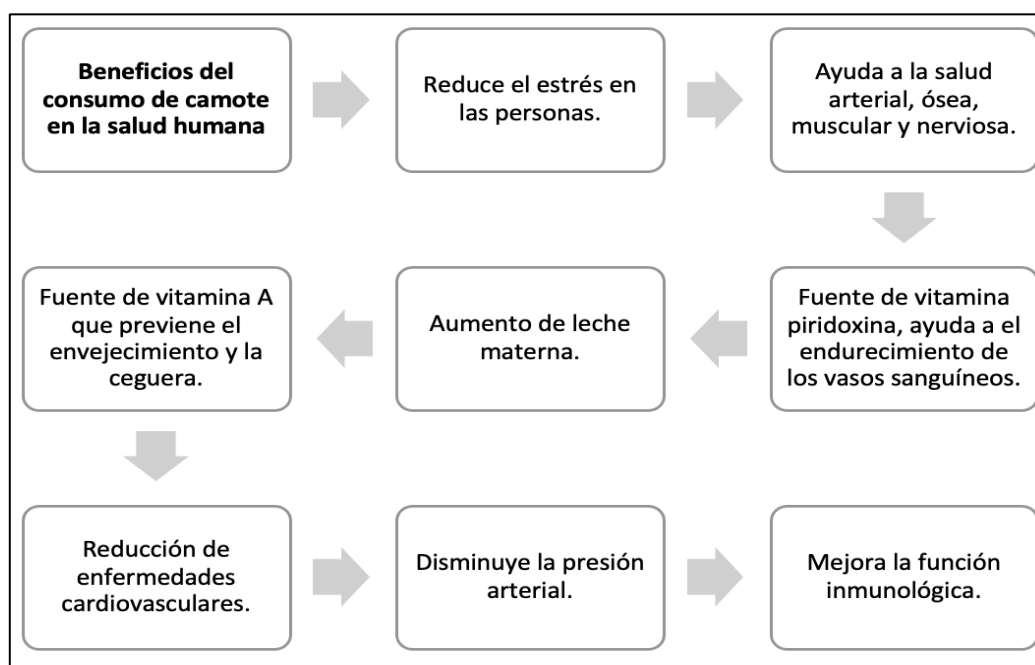 Beneficios del
consumo de camote
en la salud humana
Reduce el estrés en
las personas.
Ayuda a la salud
arterial, ósea,
muscular y nerviosa.
Fuente de vitamina
piridoxina, ayuda a el
endurecimiento de
los vasos sanguíneos.
Aumento de leche
materna.
Fuente de vitamina A
que previene el
envejecimiento y la
ceguera.
Reducción de
enfermedades
cardiovasculares.
Disminuye la presión
arterial.
Mejora la función
inmunológica.